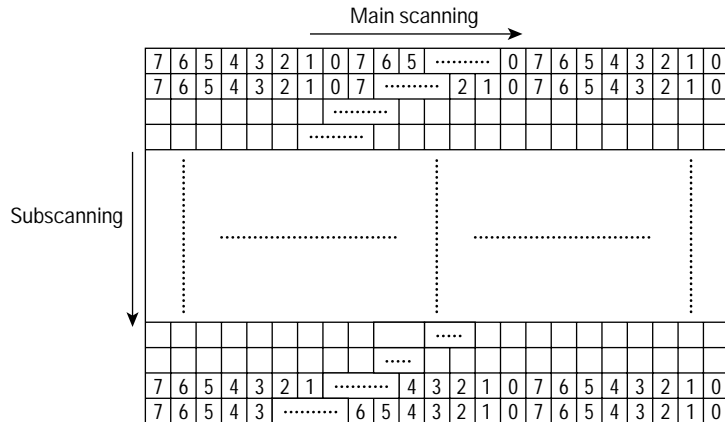 Main scanning
7 6 5 4 3 2 1 0 7 6 5 .......... 0 7 6 5 4 3 2 1 0
7 6 5 4 3 2 1 0 7 .......... 2 1 0 7 6 5 4 3 2 1 0
..........
..........
Subscanning
.....
.....
7 6 5 4 3 2 1 .......... 4 3 2 1 0 7 6 5 4 3 2 1 0
7 6 5 4 3 .......... 6 5 4 3 2 1 0 7 6 5 4 3 2 1 0